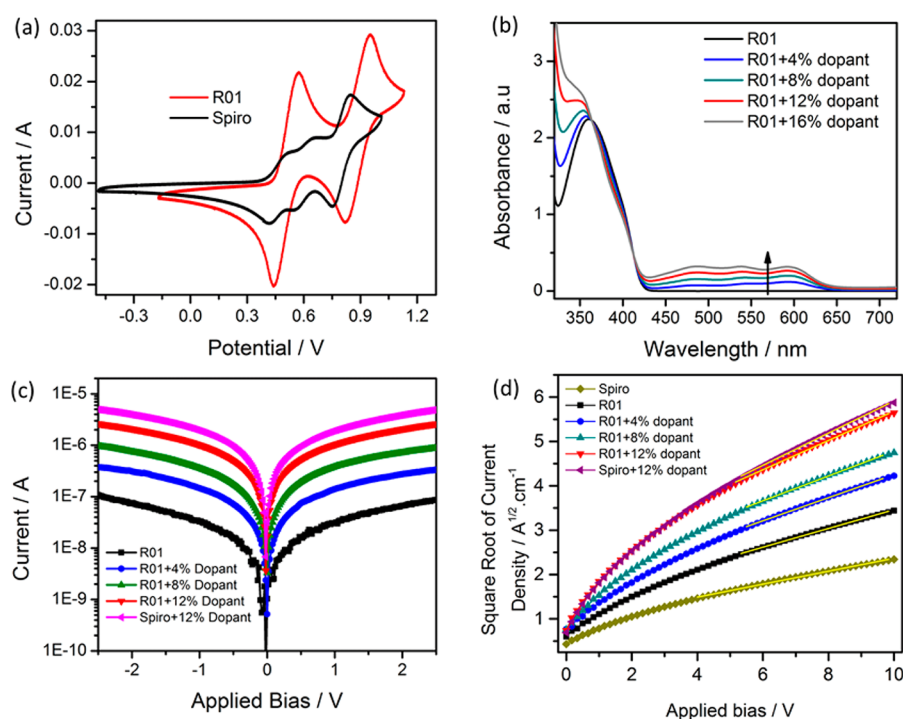 (a)
0.03
0.02
0.01
0.00
-0.01
-0.02
Current / A
R01
Spiro
-0.3 0.0 0.3 0.6 0.9 1.2
Potential / V
(b)
3
2
1
0
Absorbance / a.u
R01
R01+4% dopant
R01+8% dopant
R01+12% dopant
R01+16% dopant
350 400 450 500 550 600 650 700
Wavelength / nm
(c)
1E-5
1E-6
1E-7
1E-8
1E-9
1E-10
Current / A
R01
R01+4% Dopant
R01+8% Dopant
R01+12% Dopant
Spiro+12% Dopant
-2 -1 0 1 2
Applied Bias / V
(d)
6
5
4
3
2
1
Square Root of Current
Density / A1/2.cm-1
Spiro
R01
R01+4% dopant
R01+8% dopant
R01+12% dopant
Spiro+12% dopant
0 2 4 6 8 10
Applied bias / V